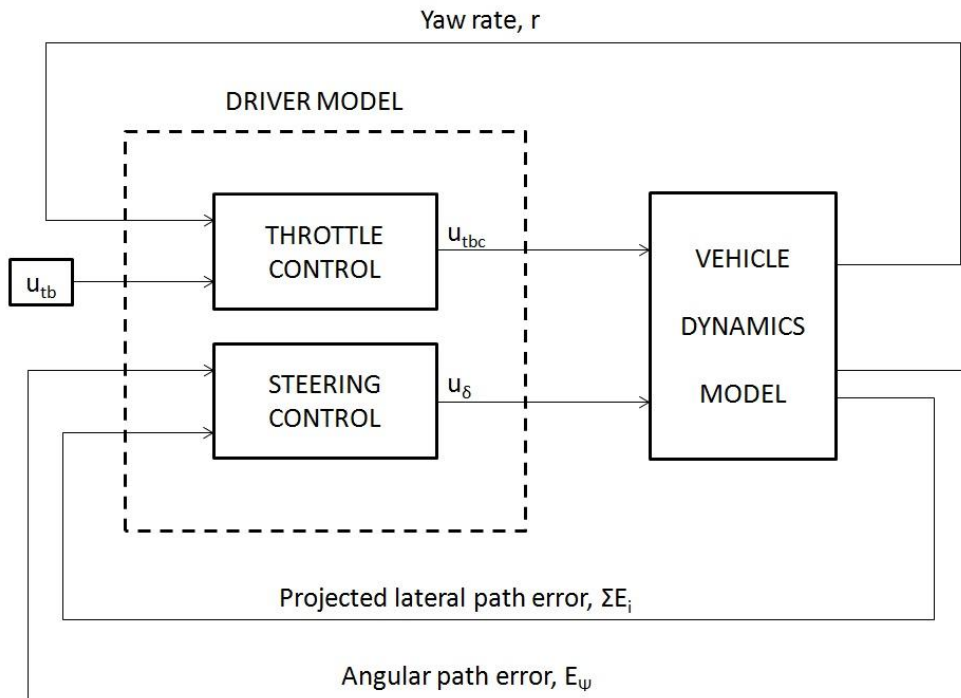 Yaw rate, r
DRIVER MODEL
THROTTLE
CONTROL
u_tbc
u_tb
STEERING
CONTROL
u_δ
VEHICLE
DYNAMICS
MODEL
Projected lateral path error, ΣE_i
Angular path error, E_ψ